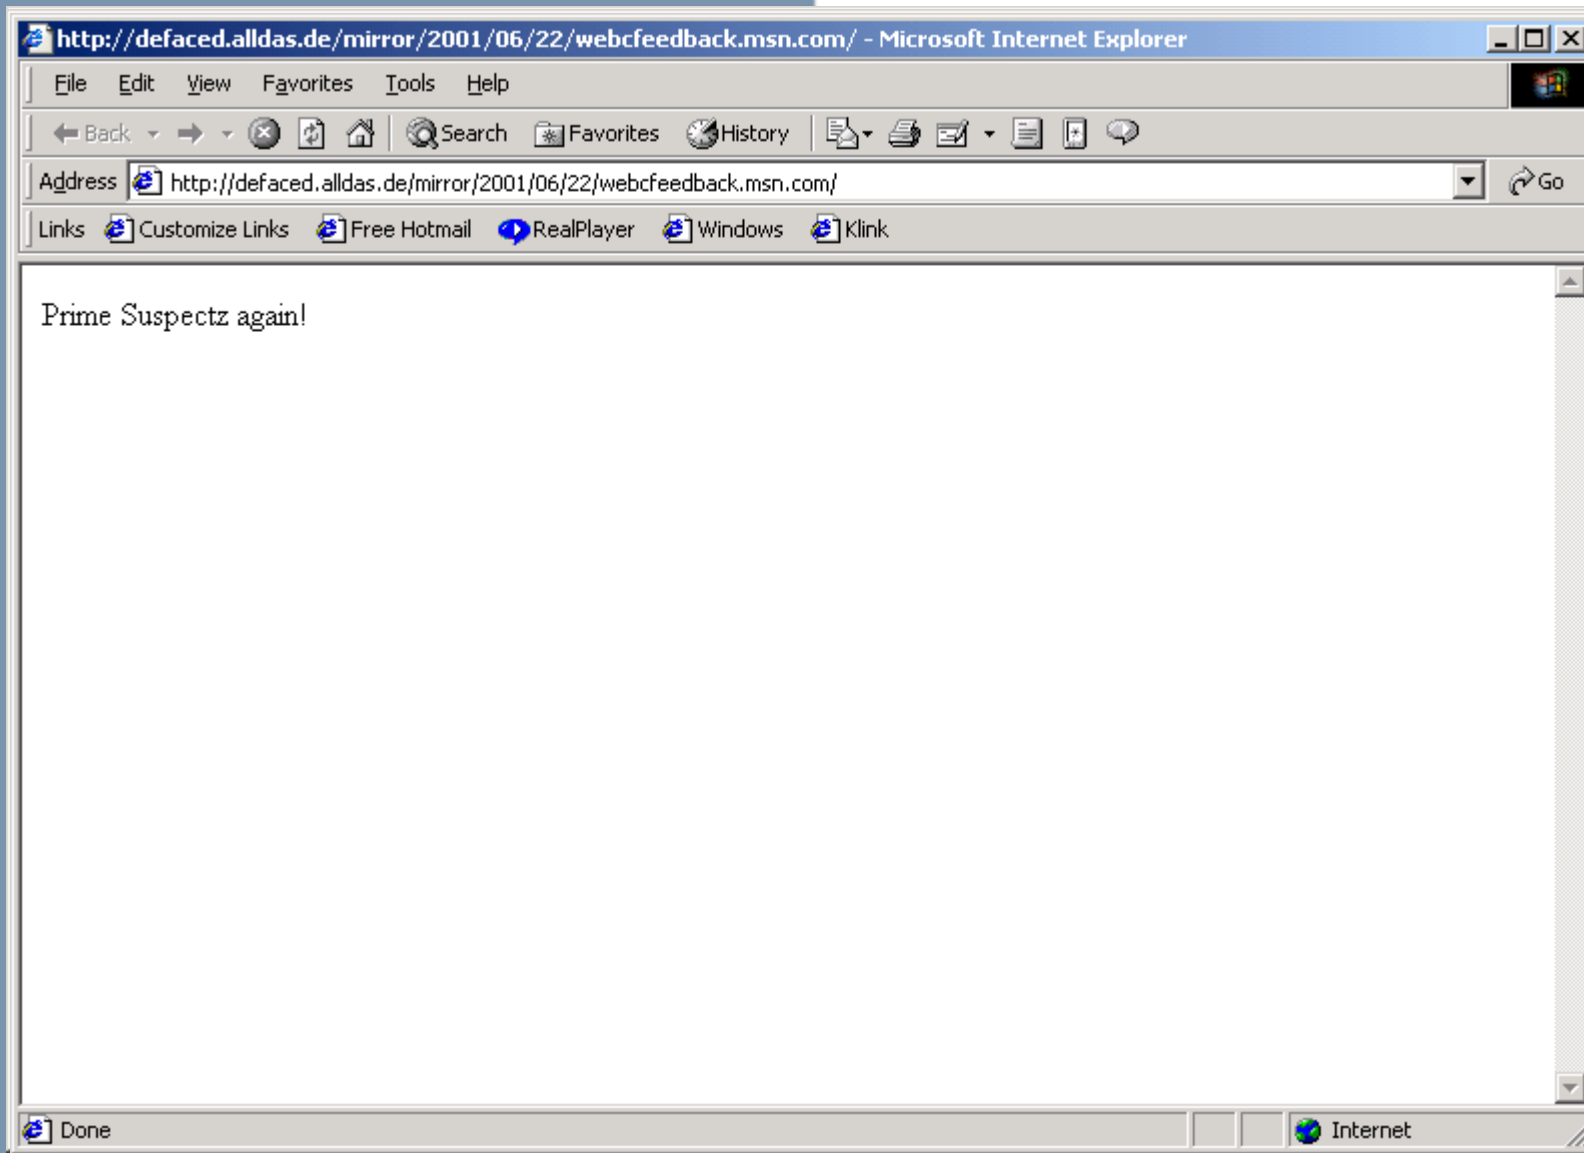 http://defaced.alldas.de/mirror/2001/06/22/webcfeedback.msn.com/ - Microsoft Internet Explorer
File Edit View Favorites Tools Help
Back Search Favorites History
Address http://defaced.alldas.de/mirror/2001/06/22/webcfeedback.msn.com/ Go
Links Customize Links Free Hotmail RealPlayer Windows Klink
Prime Suspectz again!
Done Internet